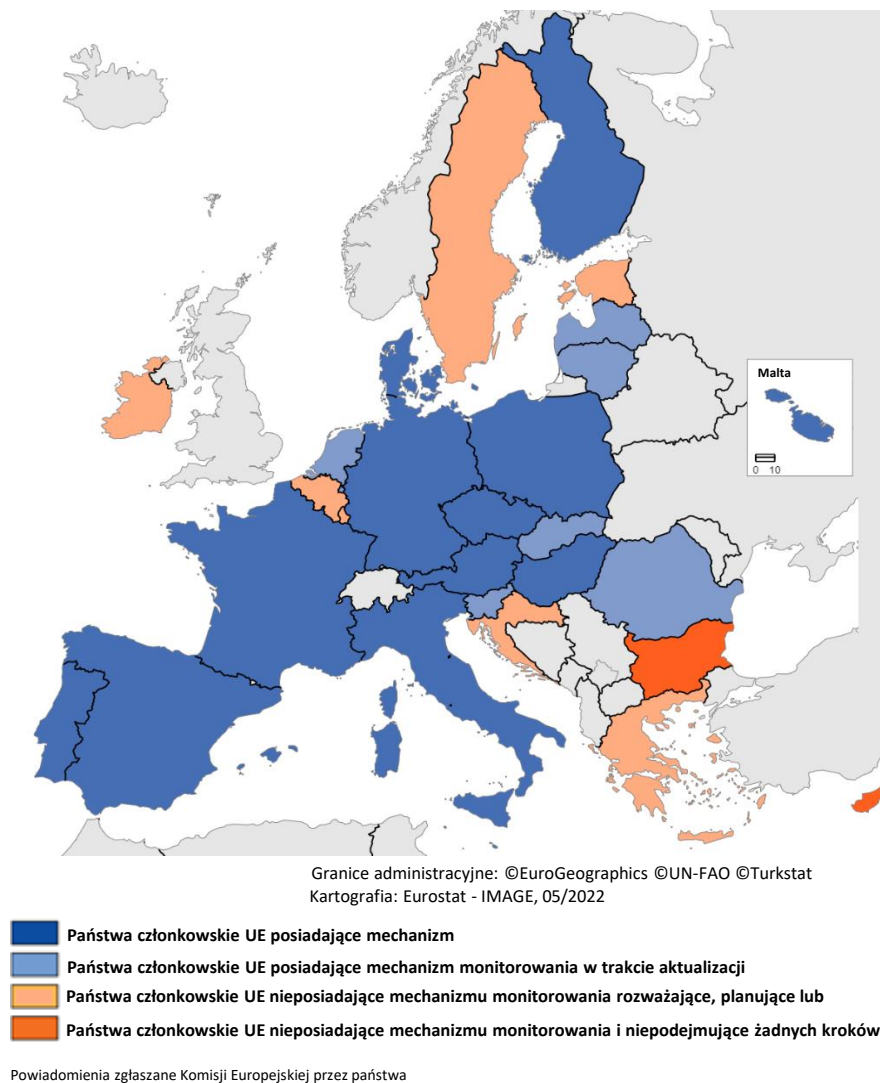 Malta
0 10
Granice administracyjne: ©EuroGeographics ©UN-FAO ©Turkstat
Kartografia: Eurostat - IMAGE, 05/2022
Państwa członkowskie UE posiadające mechanizm
Państwa członkowskie UE posiadające mechanizm monitorowania w trakcie aktualizacji
Państwa członkowskie UE nieposiadające mechanizmu monitorowania rozważające, planujące lub
Państwa członkowskie UE nieposiadające mechanizmu monitorowania i niepodejmujące żadnych kroków
Powiadomienia zgłaszane Komisji Europejskiej przez państwa